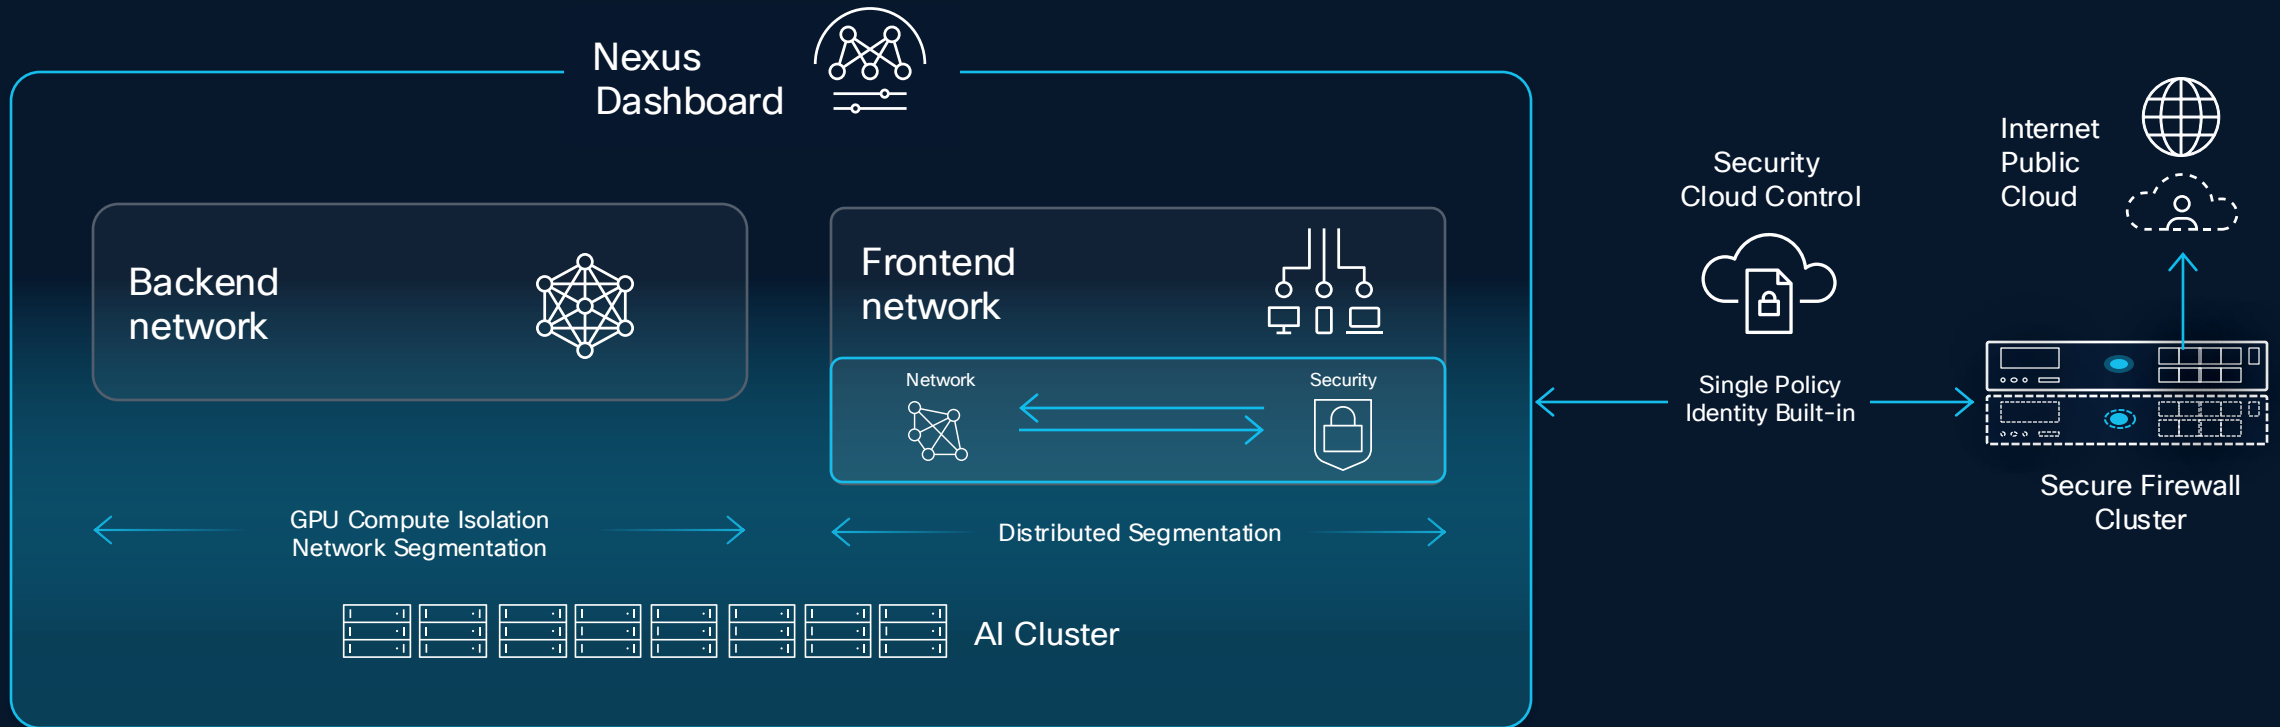 Nexus
Dashboard
Backend
network
Frontend
network
Network
Security
GPU Compute Isolation
Network Segmentation
Distributed Segmentation
AI Cluster
Security
Cloud Control
Single Policy
Identity Built-in
Internet
Public
Cloud
Secure Firewall
Cluster